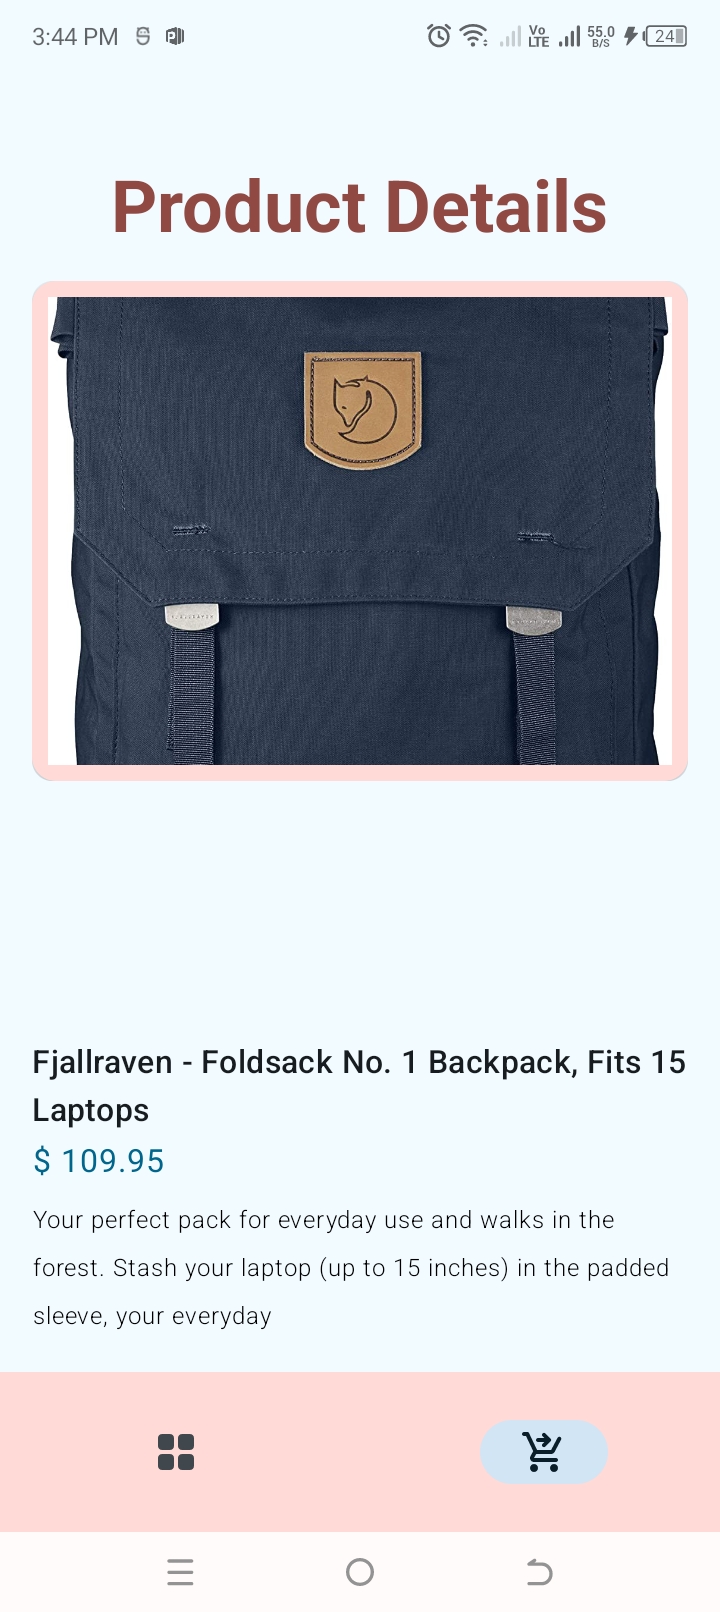 3:44 PM
Vo LTE
55.0 B/S
24
Product Details
Fjallraven - Foldsack No. 1 Backpack, Fits 15
Laptops
$ 109.95
Your perfect pack for everyday use and walks in the
forest. Stash your laptop (up to 15 inches) in the padded
sleeve, your everyday